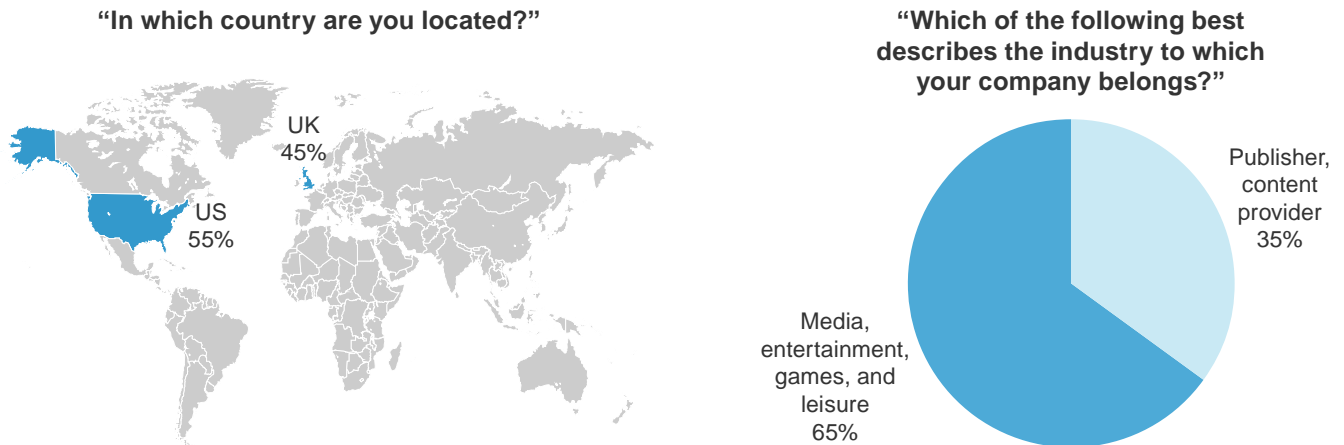 “In which country are you located?”
UK
45%
US
55%
“Which of the following best
describes the industry to which
your company belongs?”
Publisher,
content
provider
35%
Media,
entertainment,
games, and
leisure
65%